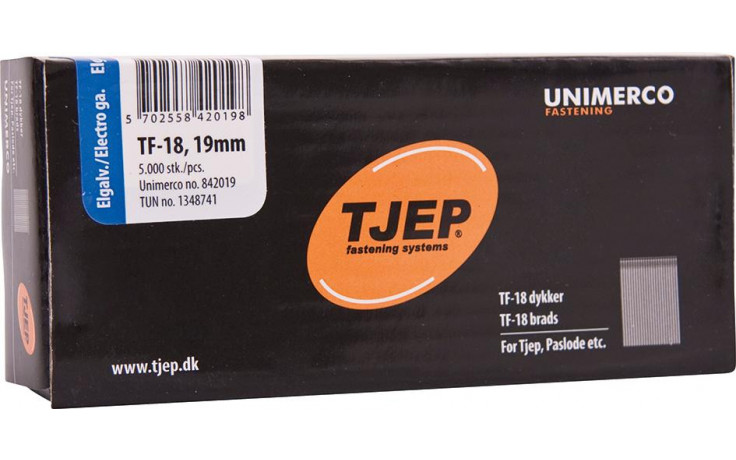 Elgalv./Electro ga.
5 702558 420198
TF-18, 19mm
5.000 stk./pcs.
Unimerco no. 842019
TUN no. 1348741
UNIMERCO
FASTENING
TJEP®
fastening systems
TF-18 dykker
TF-18 brads
For Tjep, Paslode etc.
www.tjep.dk
TJEP